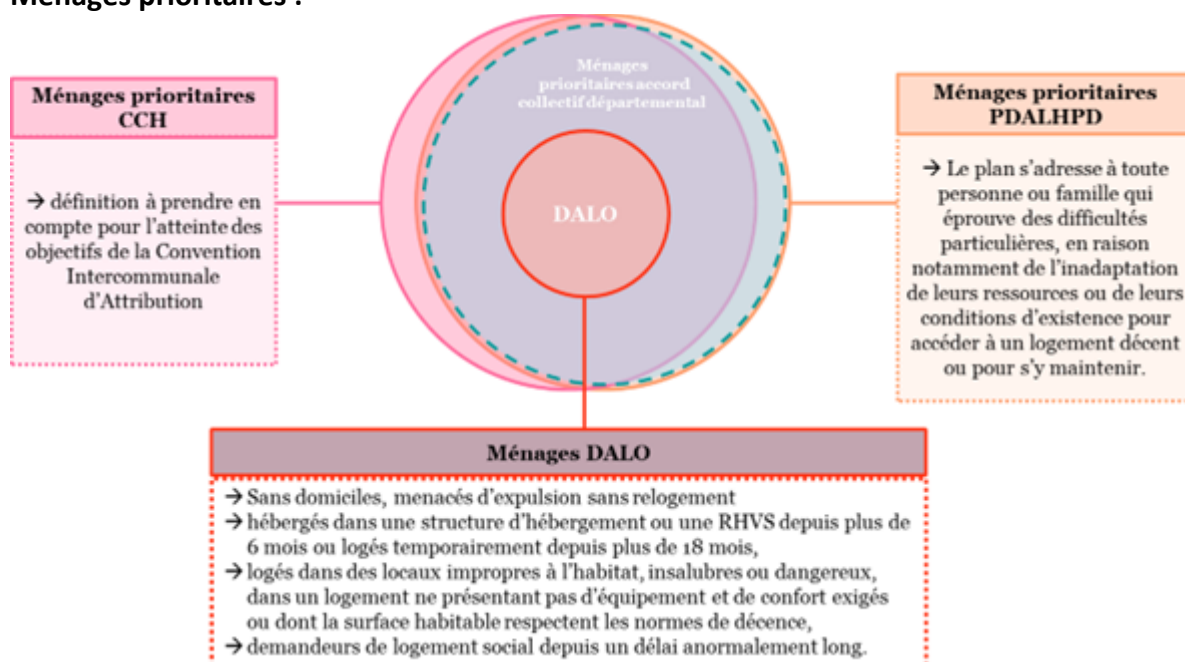 Ménages prioritaires :
Ménages
prioritaires accord
collectif départemental
DALO
Ménages prioritaires
CCH
→ définition à prendre en
compte pour l'atteinte des
objectifs de la Convention
Intercommunale
d'Attribution
Ménages prioritaires
PDALHPD
→ Le plan s'adresse à toute
personne ou famille qui
éprouve des difficultés
particulières, en raison
notamment de l'inadaptation
de leurs ressources ou de leurs
conditions d'existence pour
accéder à un logement décent
ou pour s'y maintenir.
Ménages DALO
→ Sans domiciles, menacés d'expulsion sans relogement
→ hébergés dans une structure d'hébergement ou une RHVS depuis plus de
6 mois ou logés temporairement depuis plus de 18 mois,
→ logés dans des locaux impropres à l'habitat, insalubres ou dangereux,
dans un logement ne présentant pas d'équipement et de confort exigés
ou dont la surface habitable respectent les normes de décence,
→ demandeurs de logement social depuis un délai anormalement long.